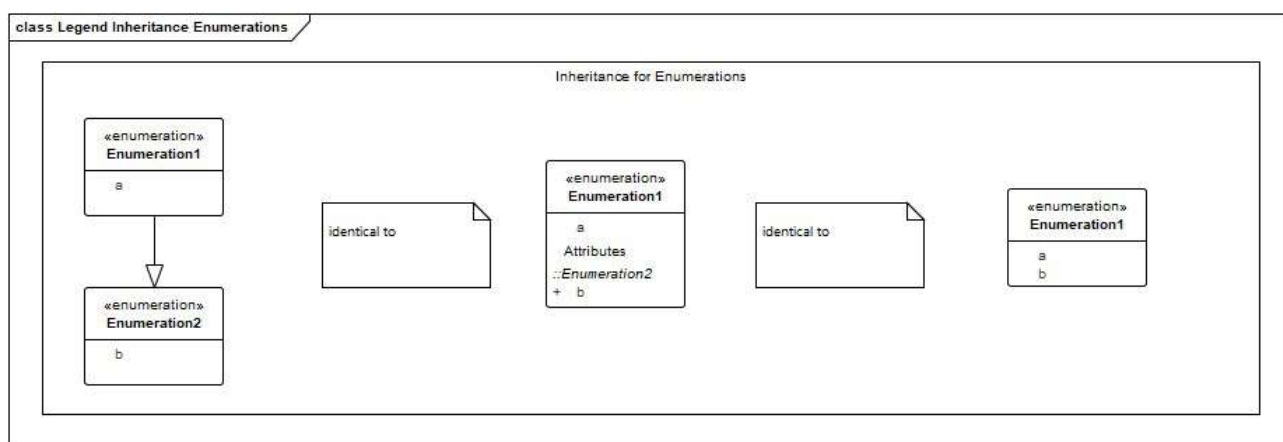 class Legend Inheritance Enumerations
Inheritance for Enumerations
«enumeration»
Enumeration1
a
«enumeration»
Enumeration2
b
identical to
«enumeration»
Enumeration1
a
Attributes
::Enumeration2
+ b
identical to
«enumeration»
Enumeration1
a
b